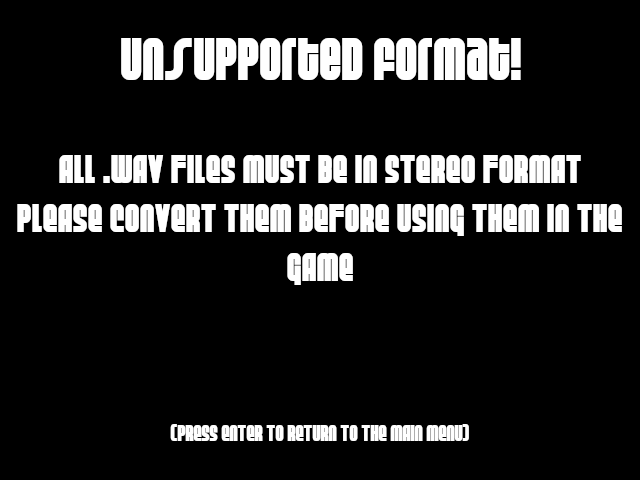 Unsupported format!
All .wav files must be in stereo format
Please convert them before using them in the
game
(Press enter to return to the main menu)